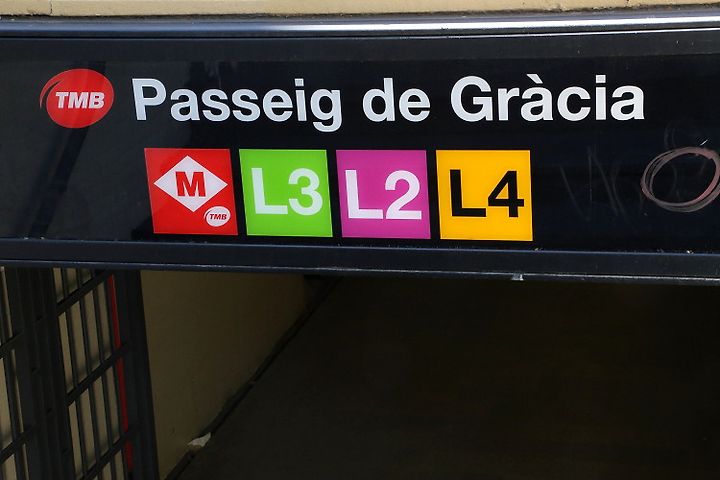 TMB Passeig de Gràcia
M TMB L3 L2 L4